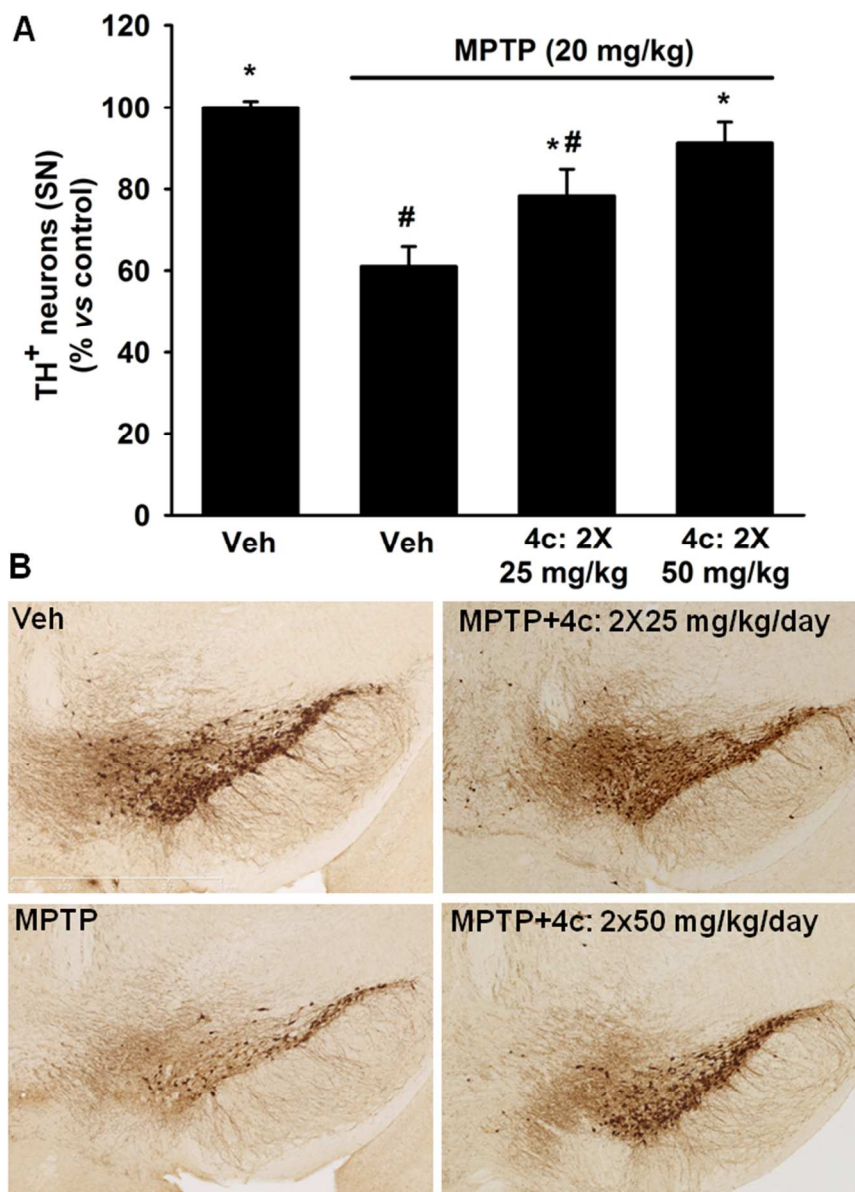 A
120
100
80
60
40
20
0
TH+ neurons (SN)
(% vs control)
MPTP (20 mg/kg)
*
#
* #
*
Veh
Veh
4c: 2X
25 mg/kg
4c: 2X
50 mg/kg
B
Veh
MPTP+4c: 2X25 mg/kg/day
MPTP
MPTP+4c: 2x50 mg/kg/day